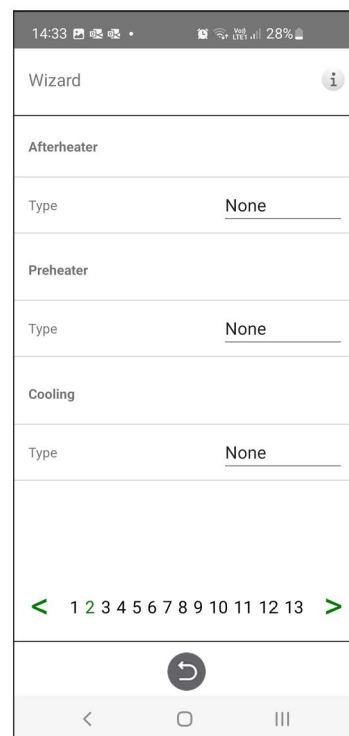 14:33 28%
Wizard i
Afterheater
Type None
Preheater
Type None
Cooling
Type None
< 1 2 3 4 5 6 7 8 9 10 11 12 13 >